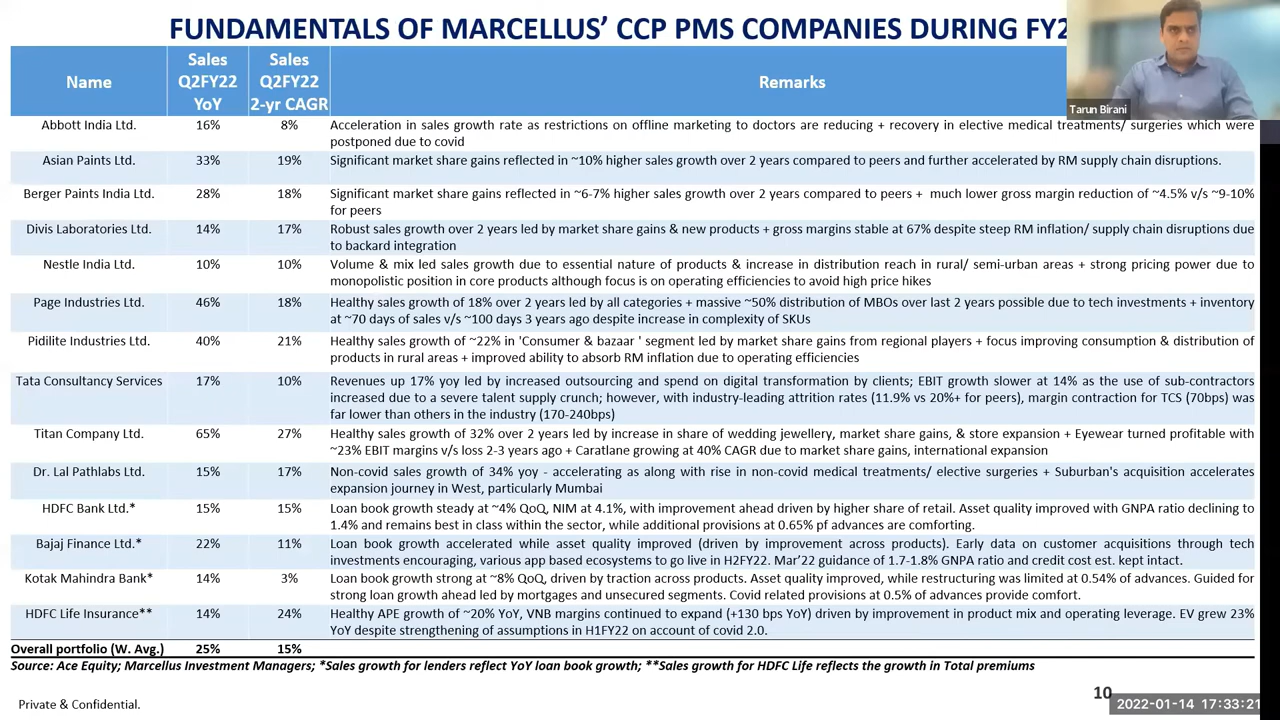 FUNDAMENTALS OF MARCELLUS' CCP PMS COMPANIES DURING FY2
Name
Sales
Q2FY22
YoY
Sales
Q2FY22
2-yr CAGR
Remarks
Tarun Birani
Abbott India Ltd. 16% 8% Acceleration in sales growth rate as restrictions on offline marketing to doctors are reducing + recovery in elective medical treatments/ surgeries which were
postponed due to covid
Asian Paints Ltd. 33% 19% Significant market share gains reflected in ~10% higher sales growth over 2 years compared to peers and further accelerated by RM supply chain disruptions.
Berger Paints India Ltd. 28% 18% Significant market share gains reflected in ~6-7% higher sales growth over 2 years compared to peers + much lower gross margin reduction of ~4.5% v/s ~9-10%
for peers
Divis Laboratories Ltd. 14% 17% Robust sales growth over 2 years led by market share gains & new products + gross margins stable at 67% despite steep RM inflation/ supply chain disruptions due
to backard integration
Nestle India Ltd. 10% 10% Volume & mix led sales growth due to essential nature of products & increase in distribution reach in rural/ semi-urban areas + strong pricing power due to
monopolistic position in core products although focus is on operating efficiencies to avoid high price hikes
Page Industries Ltd. 46% 18% Healthy sales growth of 18% over 2 years led by all categories + massive ~50% distribution of MBOs over last 2 years possible due to tech investments + inventory
at ~70 days of sales v/s ~100 days 3 years ago despite increase in complexity of SKUs
Pidilite Industries Ltd. 40% 21% Healthy sales growth of ~22% in 'Consumer & bazaar ' segment led by market share gains from regional players + focus improving consumption & distribution of
products in rural areas + improved ability to absorb RM inflation due to operating efficiencies
Tata Consultancy Services 17% 10% Revenues up 17% yoy led by increased outsourcing and spend on digital transformation by clients; EBIT growth slower at 14% as the use of sub-contractors
increased due to a severe talent supply crunch; however, with industry-leading attrition rates (11.9% vs 20%+ for peers), margin contraction for TCS (70bps) was
far lower than others in the industry (170-240bps)
Titan Company Ltd. 65% 27% Healthy sales growth of 32% over 2 years led by increase in share of wedding jewellery, market share gains, & store expansion + Eyewear turned profitable with
~23% EBIT margins v/s loss 2-3 years ago + Caratlane growing at 40% CAGR due to market share gains, international expansion
Dr. Lal Pathlabs Ltd. 15% 17% Non-covid sales growth of 34% yoy - accelerating as along with rise in non-covid medical treatments/ elective surgeries + Suburban's acquisition accelerates
expansion journey in West, particularly Mumbai
HDFC Bank Ltd.* 15% 15% Loan book growth steady at ~4% QoQ, NIM at 4.1%, with improvement ahead driven by higher share of retail. Asset quality improved with GNPA ratio declining to
1.4% and remains best in class within the sector, while additional provisions at 0.65% pf advances are comforting.
Bajaj Finance Ltd.* 22% 11% Loan book growth accelerated while asset quality improved (driven by improvement across products). Early data on customer acquisitions through tech
investments encouraging, various app based ecosystems to go live in H2FY22. Mar'22 guidance of 1.7-1.8% GNPA ratio and credit cost est. kept intact.
Kotak Mahindra Bank* 14% 3% Loan book growth strong at ~8% QoQ, driven by traction across products. Asset quality improved, while restructuring was limited at 0.54% of advances. Guided for
strong loan growth ahead led by mortgages and unsecured segments. Covid related provisions at 0.5% of advances provide comfort.
HDFC Life Insurance** 14% 24% Healthy APE growth of ~20% YoY, VNB margins continued to expand (+130 bps YoY) driven by improvement in product mix and operating leverage. EV grew 23%
YoY despite strengthening of assumptions in H1FY22 on account of covid 2.0.
Overall portfolio (W. Avg.) 25% 15%
Source: Ace Equity; Marcellus Investment Managers; *Sales growth for lenders reflect YoY loan book growth; **Sales growth for HDFC Life reflects the growth in Total premiums
Private & Confidential.
10
2022-01-14 17:33:21